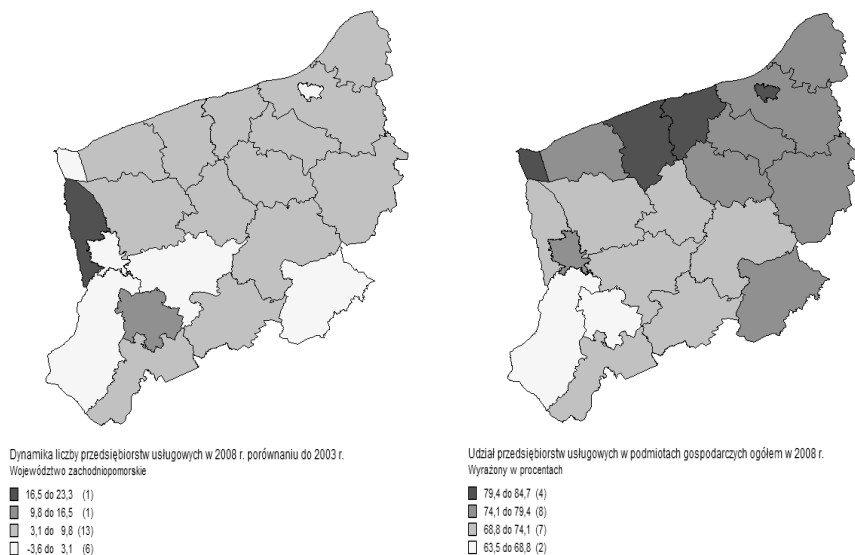 Dynamika liczby przedsiębiorstw usługowych w 2008 r. porównaniu do 2003 r.
Województwo zachodniopomorskie
16,5 do 23,3 (1)
9,8 do 16,5 (1)
3,1 do 9,8 (13)
-3,6 do 3,1 (6)
Udział przedsiębiorstw usługowych w podmiotach gospodarczych ogółem w 2008 r.
Wyrażony w procentach
79,4 do 84,7 (4)
74,1 do 79,4 (8)
68,8 do 74,1 (7)
63,5 do 68,8 (2)